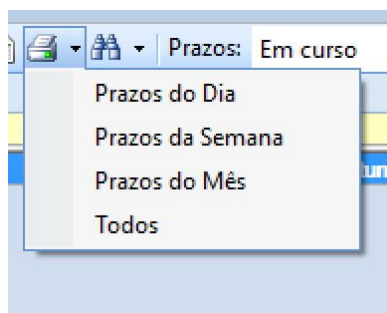 Prazos: Em curso
Prazos do Dia
Prazos da Semana
Prazos do Mês
Todos